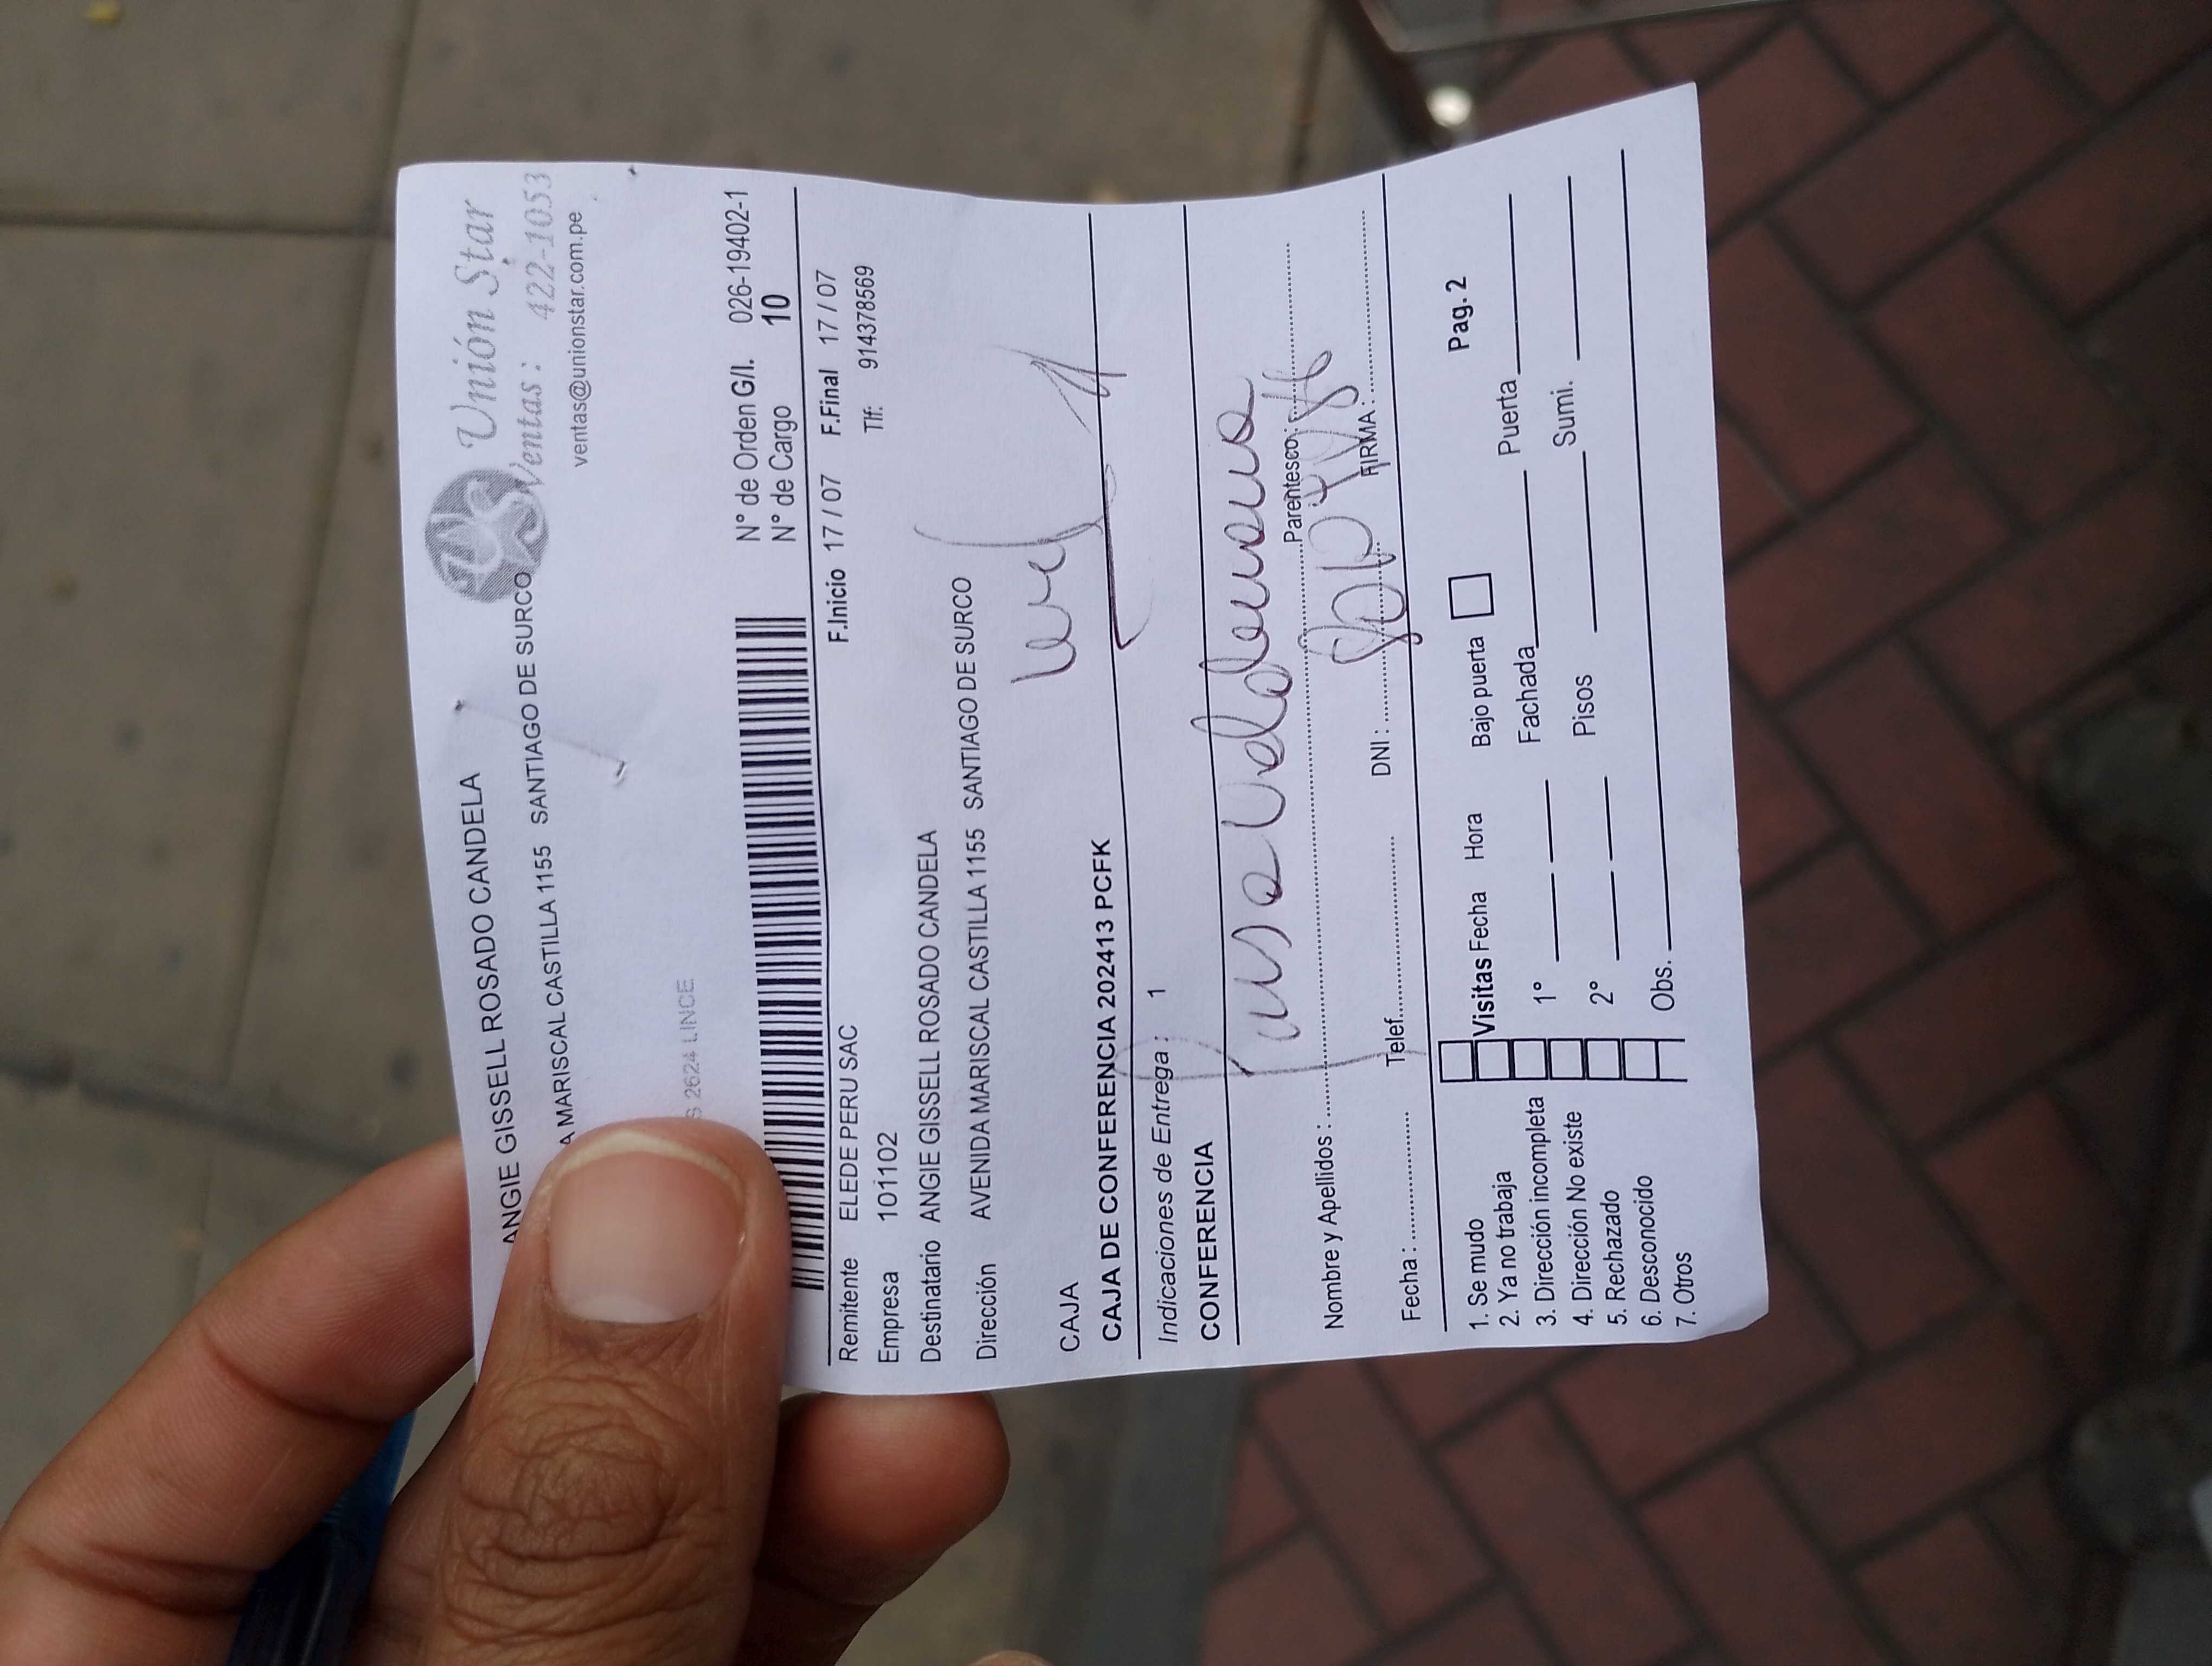 ANGIE GISSELL ROSADO CANDELA
A MARISCAL CASTILLA 1155 SANTIAGO DE SURCO
Unión Star
Ventas: 422-1053
ventas@unionstar.com.pe
S 2624 LINCE
N° de Orden G/I. 026-19402-1
N° de Cargo 10
F.Inicio 17 / 07 F.Final 17 / 07
Remitente ELEDE PERU SAC
Empresa 101102 Tlf: 914378569
Destinatario ANGIE GISSELL ROSADO CANDELA
Dirección AVENIDA MARISCAL CASTILLA 1155 SANTIAGO DE SURCO
CAJA
CAJA DE CONFERENCIA 202413 PCFK
Indicaciones de Entrega : 1
CONFERENCIA
Nombre y Apellidos : Parentesco :
Fecha : Telef. DNI : FIRMA :
1. Se mudo
2. Ya no trabaja
3. Dirección incompleta
4. Dirección No existe
5. Rechazado
6. Desconocido
7. Otros
Visitas Fecha Hora Bajo puerta Pag. 2
1° Fachada Puerta
2° Pisos Sumi.
Obs.